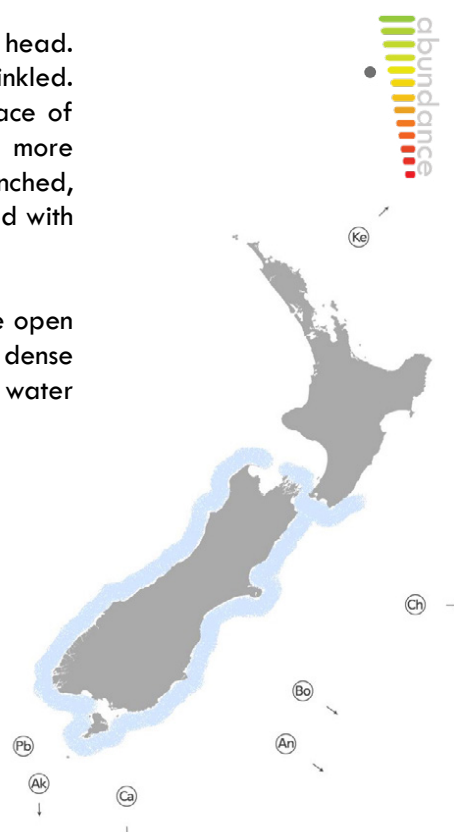 head.
inkled.
ace of
more
nched,
d with
e open
dense
water
abundance
Ke
Ch
Bo
An
Pb
Ak
Ca